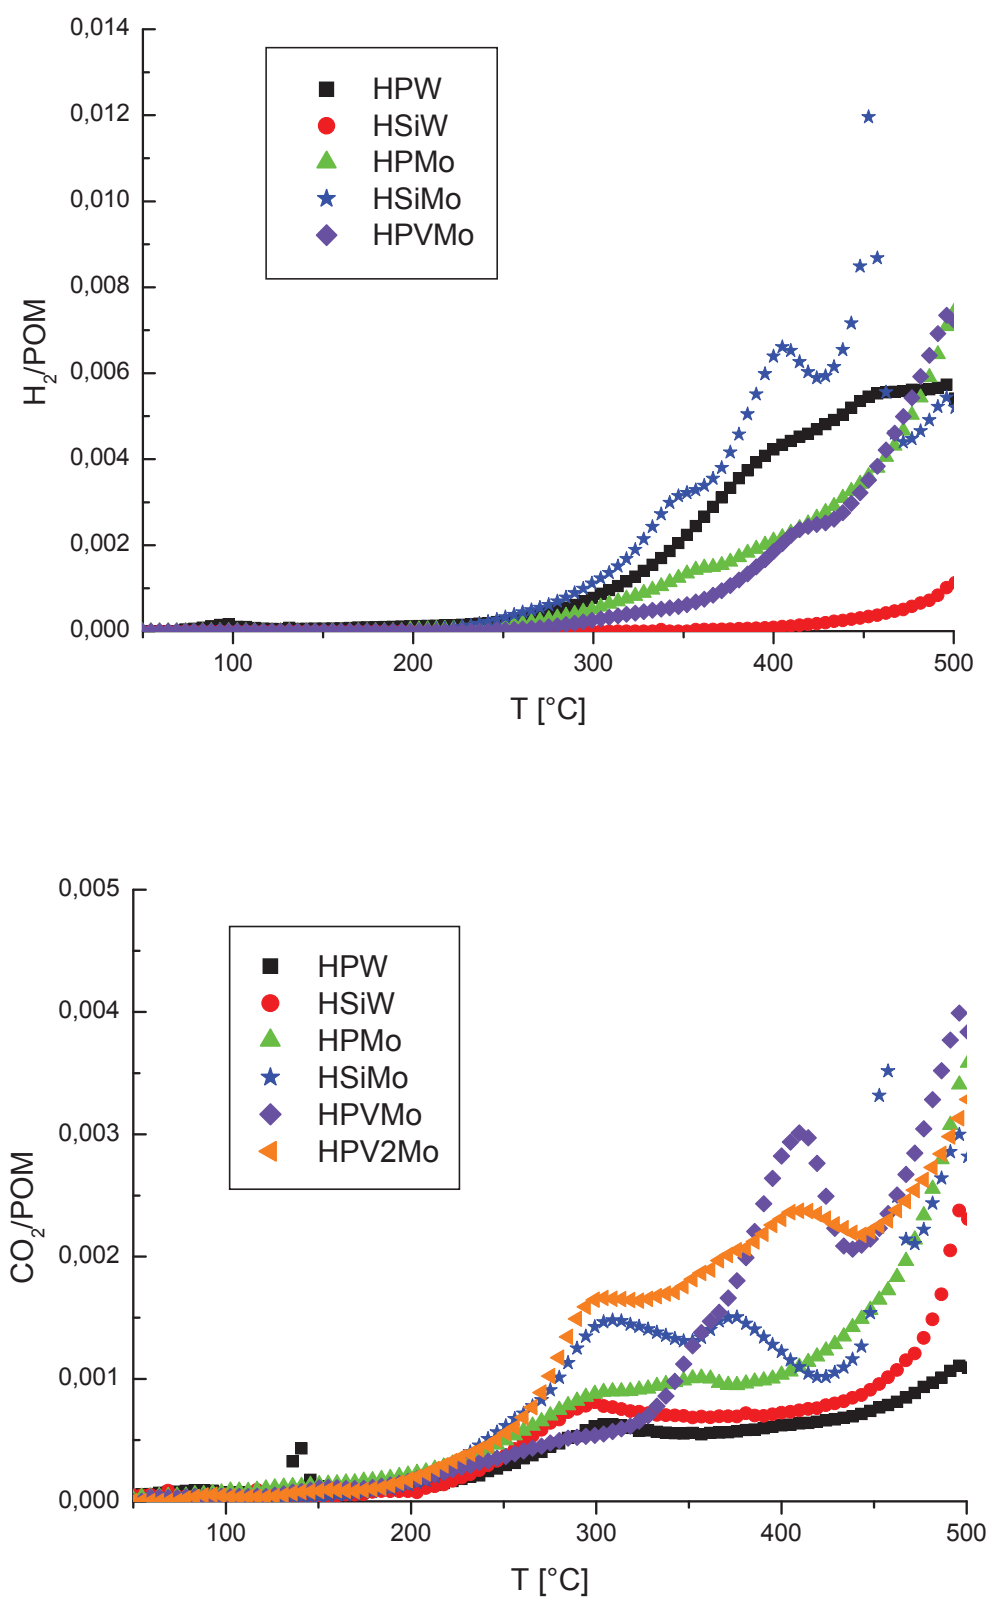 0,014
0,012
0,010
0,008
0,006
0,004
0,002
0,000
H2/POM
HPW
HSiW
HPMo
HSiMo
HPVMo
100 200 300 400 500
T [°C]
0,005
0,004
0,003
0,002
0,001
0,000
CO2/POM
HPW
HSiW
HPMo
HSiMo
HPVMo
HPV2Mo
100 200 300 400 500
T [°C]